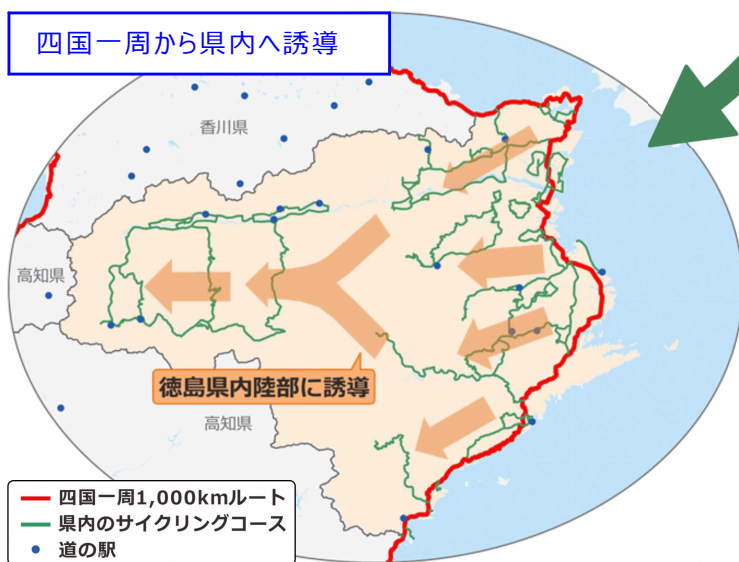 四国一周から県内へ誘導
香川県
高知県
徳島県内陸部に誘導
高知県
四国一周1,000kmルート
県内のサイクリングコース
道の駅